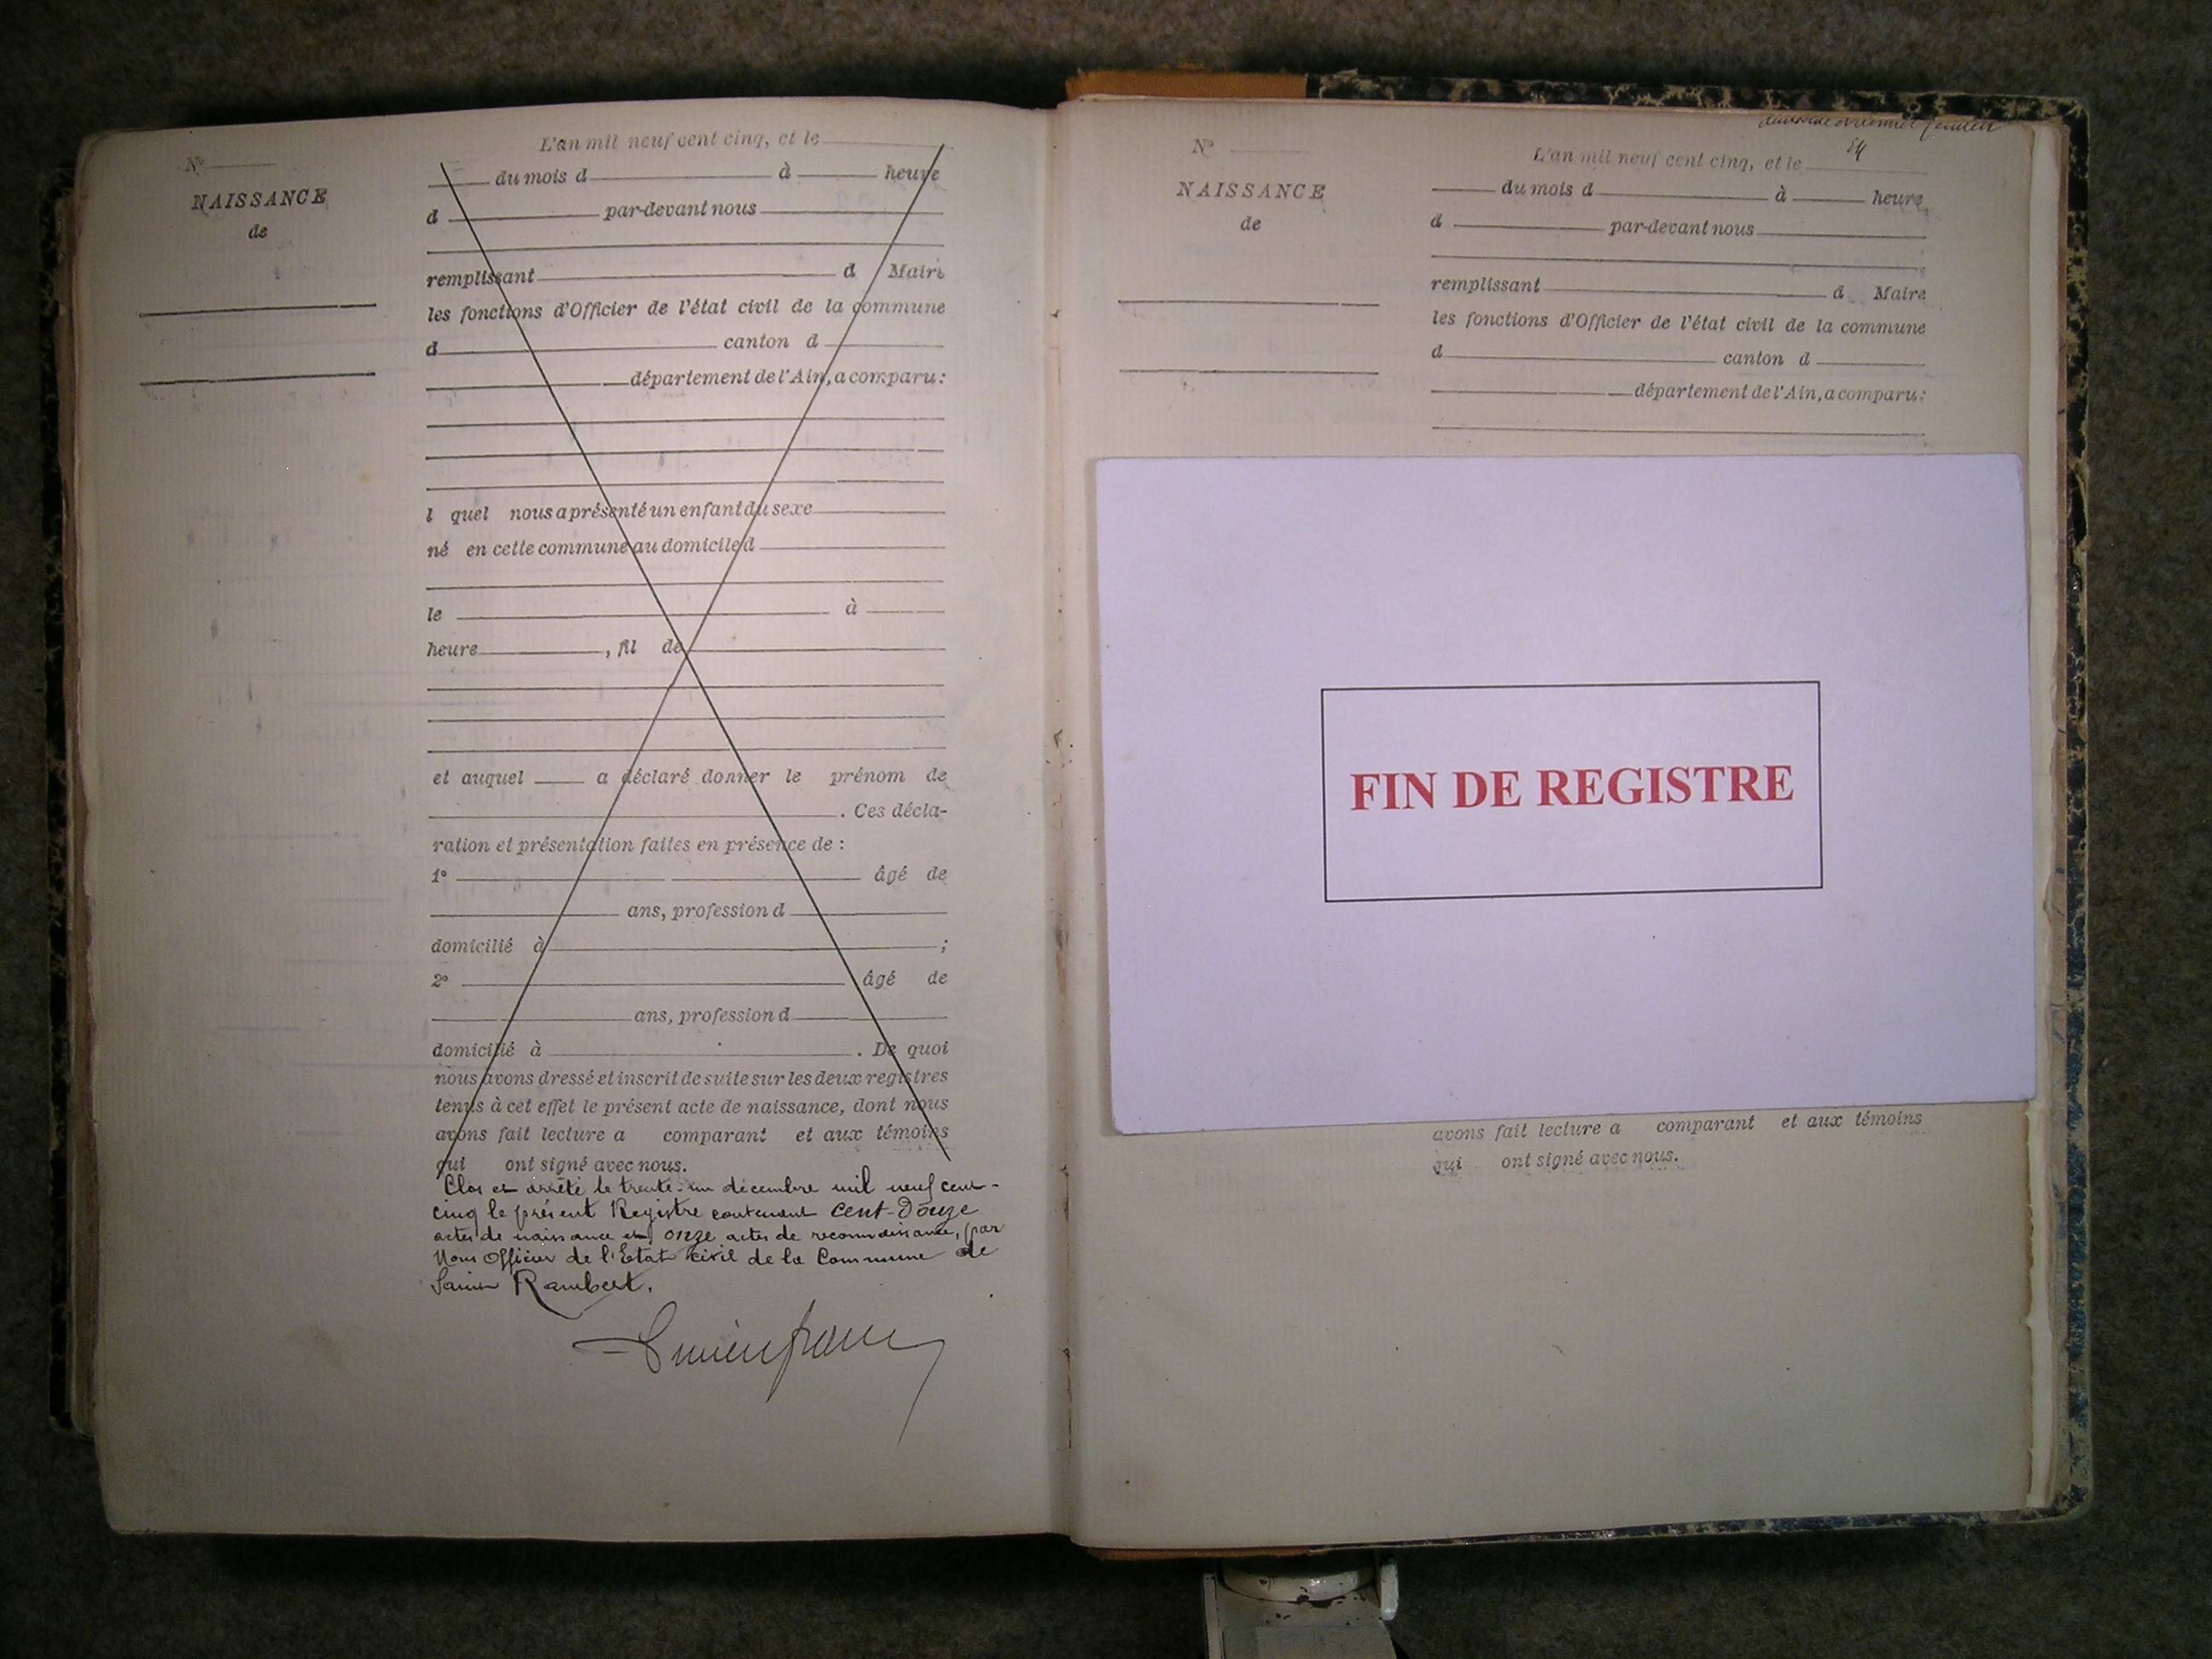 N°
NAISSANCE
de
L'an mil neuf cent cinq, et le
du mois d à heure
d par-devant nous
remplissant d Maire
les fonctions d'Officier de l'état civil de la commune
d canton d
département de l'Ain, a comparu:
l quel nous a présenté un enfant du sexe
né en cette commune au domicile d
le à
heure , fil de
et auquel a déclaré donner le prénom de
. Ces décla-
ration et présentation faites en présence de :
1° âgé de
ans, profession d
domicilié à ;
2° âgé de
ans, profession d
domicilié à . De quoi
nous avons dressé et inscrit de suite sur les deux registres
tenus à cet effet le présent acte de naissance, dont nous
avons fait lecture a comparant et aux témoins
qui ont signé avec nous.
Clos et arrêté le trente-un décembre mil neuf cent-
cinq le présent Registre contenant cent-Douze
actes de naissance et onze actes de reconnaissance, par
Nous Officier de l'Etat civil de la Commune de
Saint Rambert.
84
N°
NAISSANCE
de
L'an mil neuf cent cinq, et le
du mois d à heure
d par-devant nous
remplissant d Maire
les fonctions d'Officier de l'état civil de la commune
d canton d
département de l'Ain, a comparu:
FIN DE REGISTRE
avons fait lecture a comparant et aux témoins
qui ont signé avec nous.